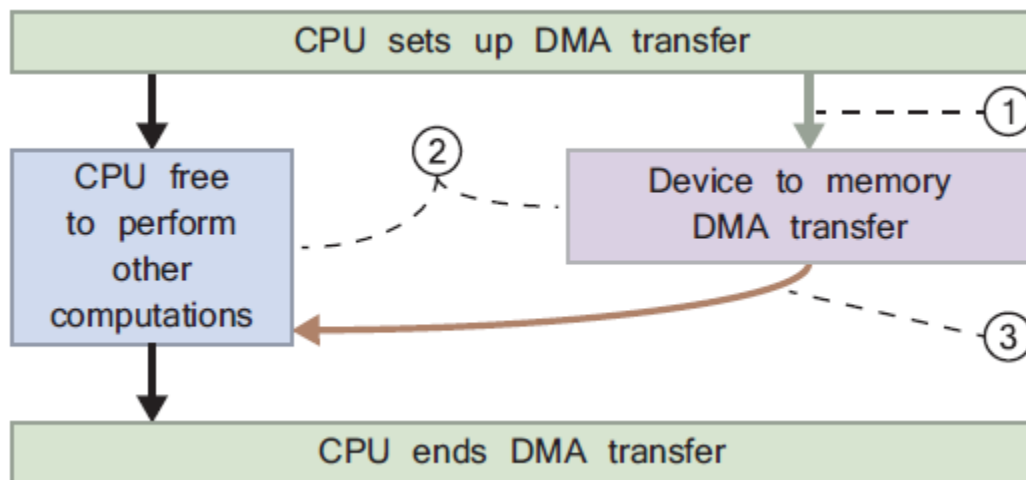 CPU sets up DMA transfer
1
2
CPU free
to perform
other
computations
Device to memory
DMA transfer
3
CPU ends DMA transfer